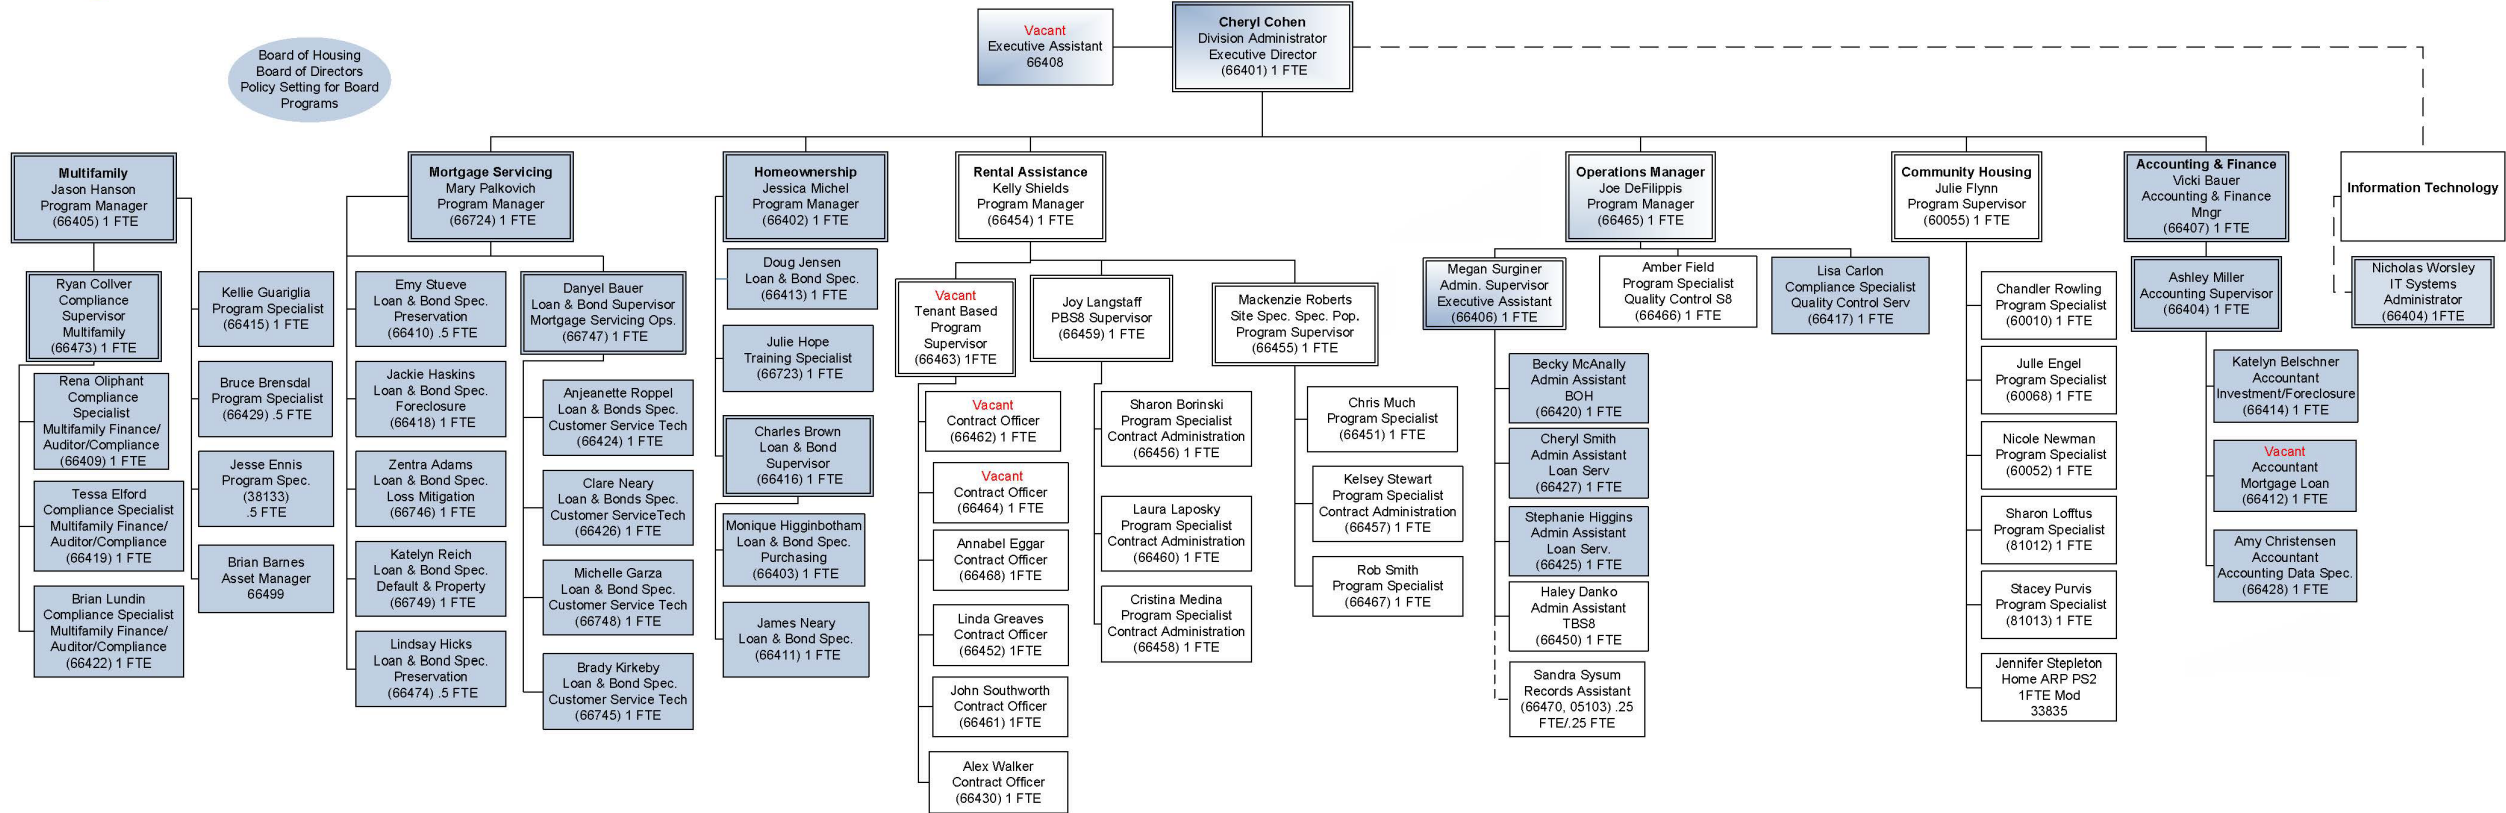 Vacant
Executive Assistant
66408
Cheryl Cohen
Division Administrator
Executive Director
(66401) 1 FTE
Board of Housing
Board of Directors
Policy Setting for Board
Programs
Multifamily
Jason Hanson
Program Manager
(66405) 1 FTE
Ryan Collver
Compliance
Supervisor
Multifamily
(66473) 1 FTE
Rena Oliphant
Compliance
Specialist
Multifamily Finance/
Auditor/Compliance
(66409) 1 FTE
Tessa Elford
Compliance Specialist
Multifamily Finance/
Auditor/Compliance
(66419) 1 FTE
Brian Lundin
Compliance Specialist
Multifamily Finance/
Auditor/Compliance
(66422) 1 FTE
Kellie Guariglia
Program Specialist
(66415) 1 FTE
Bruce Brensdal
Program Specialist
(66429) .5 FTE
Jesse Ennis
Program Spec.
(38133)
.5 FTE
Brian Barnes
Asset Manager
66499
Mortgage Servicing
Mary Palkovich
Program Manager
(66724) 1 FTE
Emy Stueve
Loan & Bond Spec.
Preservation
(66410) .5 FTE
Jackie Haskins
Loan & Bond Spec.
Foreclosure
(66418) 1 FTE
Zentra Adams
Loan & Bond Spec.
Loss Mitigation
(66746) 1 FTE
Katelyn Reich
Loan & Bond Spec.
Default & Property
(66749) 1 FTE
Lindsay Hicks
Loan & Bond Spec.
Preservation
(66474) .5 FTE
Danyel Bauer
Loan & Bond Supervisor
Mortgage Servicing Ops.
(66747) 1 FTE
Anjeanette Roppel
Loan & Bonds Spec.
Customer Service Tech
(66424) 1 FTE
Clare Neary
Loan & Bonds Spec.
Customer ServiceTech
(66426) 1 FTE
Michelle Garza
Loan & Bond Spec.
Customer Service Tech
(66748) 1 FTE
Brady Kirkeby
Loan & Bond Spec.
Customer Service Tech
(66745) 1 FTE
Homeownership
Jessica Michel
Program Manager
(66402) 1 FTE
Doug Jensen
Loan & Bond Spec.
(66413) 1 FTE
Julie Hope
Training Specialist
(66723) 1 FTE
Charles Brown
Loan & Bond
Supervisor
(66416) 1 FTE
Monique Higginbotham
Loan & Bond Spec.
Purchasing
(66403) 1 FTE
James Neary
Loan & Bond Spec.
(66411) 1 FTE
Rental Assistance
Kelly Shields
Program Manager
(66454) 1 FTE
Vacant
Tenant Based
Program
Supervisor
(66463) 1FTE
Vacant
Contract Officer
(66462) 1 FTE
Vacant
Contract Officer
(66464) 1 FTE
Annabel Eggar
Contract Officer
(66468) 1FTE
Linda Greaves
Contract Officer
(66452) 1FTE
John Southworth
Contract Officer
(66461) 1FTE
Alex Walker
Contract Officer
(66430) 1 FTE
Joy Langstaff
PBS8 Supervisor
(66459) 1 FTE
Sharon Borinski
Program Specialist
Contract Administration
(66456) 1 FTE
Laura Laposky
Program Specialist
Contract Administration
(66460) 1 FTE
Cristina Medina
Program Specialist
Contract Administration
(66458) 1 FTE
Mackenzie Roberts
Site Spec. Spec. Pop.
Program Supervisor
(66455) 1 FTE
Chris Much
Program Specialist
(66451) 1 FTE
Kelsey Stewart
Program Specialist
Contract Administration
(66457) 1 FTE
Rob Smith
Program Specialist
(66467) 1 FTE
Operations Manager
Joe DeFilippis
Program Manager
(66465) 1 FTE
Megan Surginer
Admin. Supervisor
Executive Assistant
(66406) 1 FTE
Becky McAnally
Admin Assistant
BOH
(66420) 1 FTE
Cheryl Smith
Admin Assistant
Loan Serv
(66427) 1 FTE
Stephanie Higgins
Admin Assistant
Loan Serv.
(66425) 1 FTE
Haley Danko
Admin Assistant
TBS8
(66450) 1 FTE
Sandra Sysum
Records Assistant
(66470, 05103) .25
FTE/.25 FTE
Amber Field
Program Specialist
Quality Control S8
(66466) 1 FTE
Lisa Carlon
Compliance Specialist
Quality Control Serv
(66417) 1 FTE
Community Housing
Julie Flynn
Program Supervisor
(60055) 1 FTE
Chandler Rowling
Program Specialist
(60010) 1 FTE
Julle Engel
Program Specialist
(60068) 1 FTE
Nicole Newman
Program Specialist
(60052) 1 FTE
Sharon Lofftus
Program Specialist
(81012) 1 FTE
Stacey Purvis
Program Specialist
(81013) 1 FTE
Jennifer Stepleton
Home ARP PS2
1FTE Mod
33835
Accounting & Finance
Vicki Bauer
Accounting & Finance
Mngr
(66407) 1 FTE
Ashley Miller
Accounting Supervisor
(66404) 1 FTE
Katelyn Belschner
Accountant
Investment/Foreclosure
(66414) 1 FTE
Vacant
Accountant
Mortgage Loan
(66412) 1 FTE
Amy Christensen
Accountant
Accounting Data Spec.
(66428) 1 FTE
Information Technology
Nicholas Worsley
IT Systems
Administrator
(66404) 1FTE